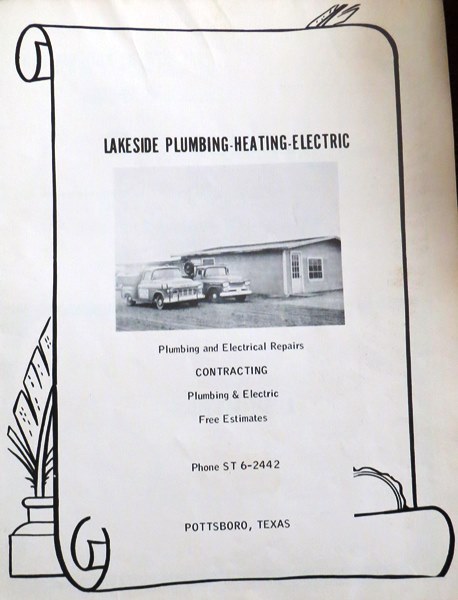 LAKESIDE PLUMBING-HEATING-ELECTRIC
Plumbing and Electrical Repairs
CONTRACTING
Plumbing & Electric
Free Estimates
Phone ST 6-2442
POTTSBORO, TEXAS